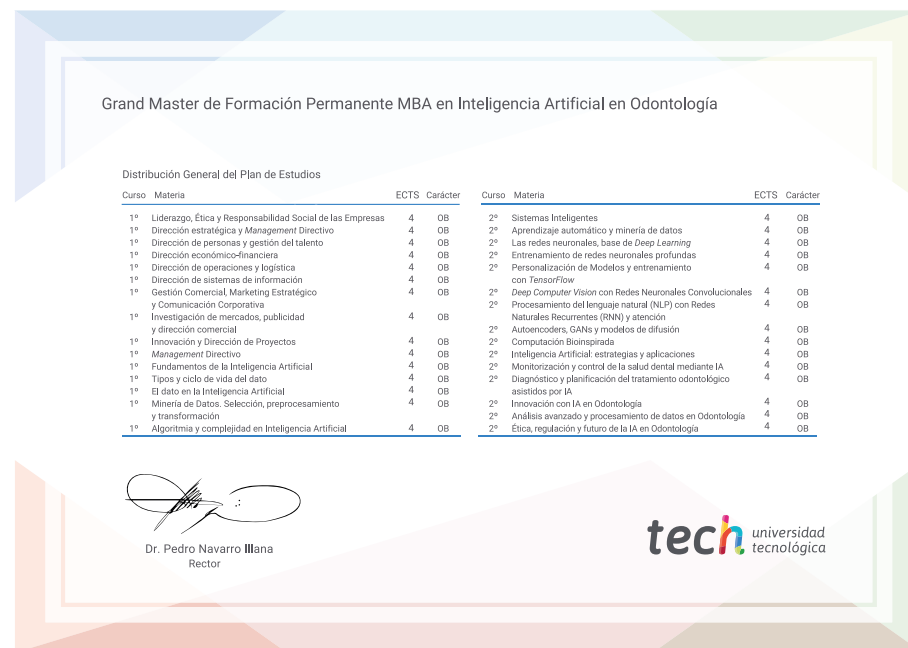 Grand Master de Formación Permanente MBA en Inteligencia Artificial en Odontología
Distribución General del Plan de Estudios
Curso Materia ECTS Carácter
1º Liderazgo, Ética y Responsabilidad Social de las Empresas 4 OB
1º Dirección estratégica y Management Directivo 4 OB
1º Dirección de personas y gestión del talento 4 OB
1º Dirección económico-financiera 4 OB
1º Dirección de operaciones y logística 4 OB
1º Dirección de sistemas de información 4 OB
1º Gestión Comercial, Marketing Estratégico 4 OB
y Comunicación Corporativa
1º Investigación de mercados, publicidad 4 OB
y dirección comercial
1º Innovación y Dirección de Proyectos 4 OB
1º Management Directivo 4 OB
1º Fundamentos de la Inteligencia Artificial 4 OB
1º Tipos y ciclo de vida del dato 4 OB
1º El dato en la Inteligencia Artificial 4 OB
1º Minería de Datos. Selección, preprocesamiento 4 OB
y transformación
1º Algoritmia y complejidad en Inteligencia Artificial 4 OB
Curso Materia ECTS Carácter
2º Sistemas Inteligentes 4 OB
2º Aprendizaje automático y minería de datos 4 OB
2º Las redes neuronales, base de Deep Learning 4 OB
2º Entrenamiento de redes neuronales profundas 4 OB
2º Personalización de Modelos y entrenamiento 4 OB
con TensorFlow
2º Deep Computer Vision con Redes Neuronales Convolucionales 4 OB
2º Procesamiento del lenguaje natural (NLP) con Redes 4 OB
Naturales Recurrentes (RNN) y atención
2º Autoencoders, GANs y modelos de difusión 4 OB
2º Computación Bioinspirada 4 OB
2º Inteligencia Artificial: estrategias y aplicaciones 4 OB
2º Monitorización y control de la salud dental mediante IA 4 OB
2º Diagnóstico y planificación del tratamiento odontológico 4 OB
asistidos por IA
2º Innovación con IA en Odontología 4 OB
2º Análisis avanzado y procesamiento de datos en Odontología 4 OB
2º Ética, regulación y futuro de la IA en Odontología 4 OB
Dr. Pedro Navarro Illana
Rector
tech universidad
tecnológica